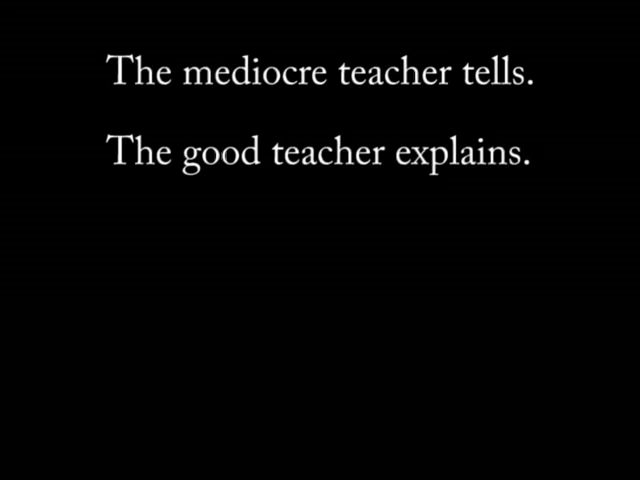 The mediocre teacher tells.
The good teacher explains.